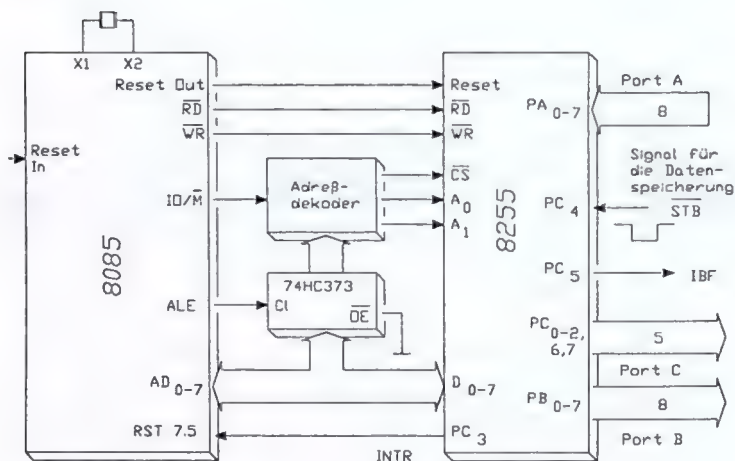 X1 X2
Reset Out
RD
WR
Reset
In
IO/M
8085
ALE
AD 0-7
RST 7.5
Adreß-
dekoder
74HC373
Cl
OE
INTR
Reset
RD
WR
CS
A0
A1
8255
D 0-7
PC 3
PA 0-7
PC 4
PC 5
PC 0-2,
6,7
PB 0-7
Port A
8
Signal für
die Daten-
speicherung
STB
IBF
5
Port C
8
Port B